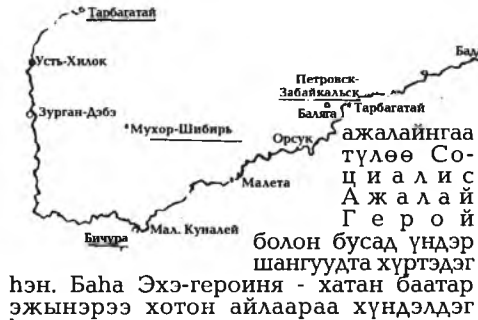 Тарбагатай
Усть-Хилок
Петровск-
Забайкальск
Баляга
Тарбагатай
Зурган-Дэбэ
Мухор-Шибирь
Орсук
Малета
Мал. Куналей
Бичура
ажалайнгаа
түлөө Со-
циалис
Ажалай
Герой
болон бусад үндэр
шангуудта хүртэдэг
һэн. Баһа Эхэ-героиня - хатан баатар
эжынэрээ хотон айлаараа хүндэлдэг